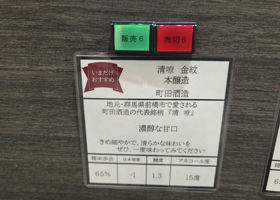 販売6
売切6
いまだけ
おすすめ
清嘹 金紋
本醸造
町田酒造
地元・群馬県前橋市で愛される
町田酒造の代表銘柄『清 嘹』
濃醇な甘口
きめ細やかで、清らかな味わいを
ぜひ、一度味わってみてください
精米歩合 日本酒度 酸度 アルコール度
65% -1 1.3 15度